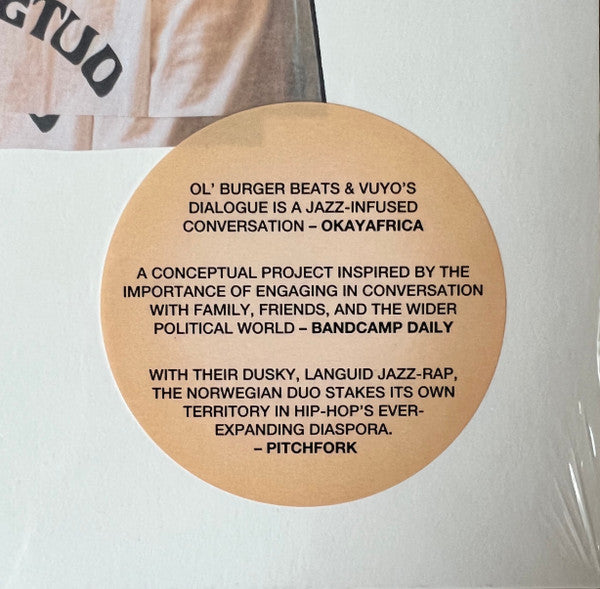 OL' BURGER BEATS & VUYO'S
DIALOGUE IS A JAZZ-INFUSED
CONVERSATION – OKAYAFRICA
A CONCEPTUAL PROJECT INSPIRED BY THE
IMPORTANCE OF ENGAGING IN CONVERSATION
WITH FAMILY, FRIENDS, AND THE WIDER
POLITICAL WORLD – BANDCAMP DAILY
WITH THEIR DUSKY, LANGUID JAZZ-RAP,
THE NORWEGIAN DUO STAKES ITS OWN
TERRITORY IN HIP-HOP'S EVER-
EXPANDING DIASPORA.
– PITCHFORK